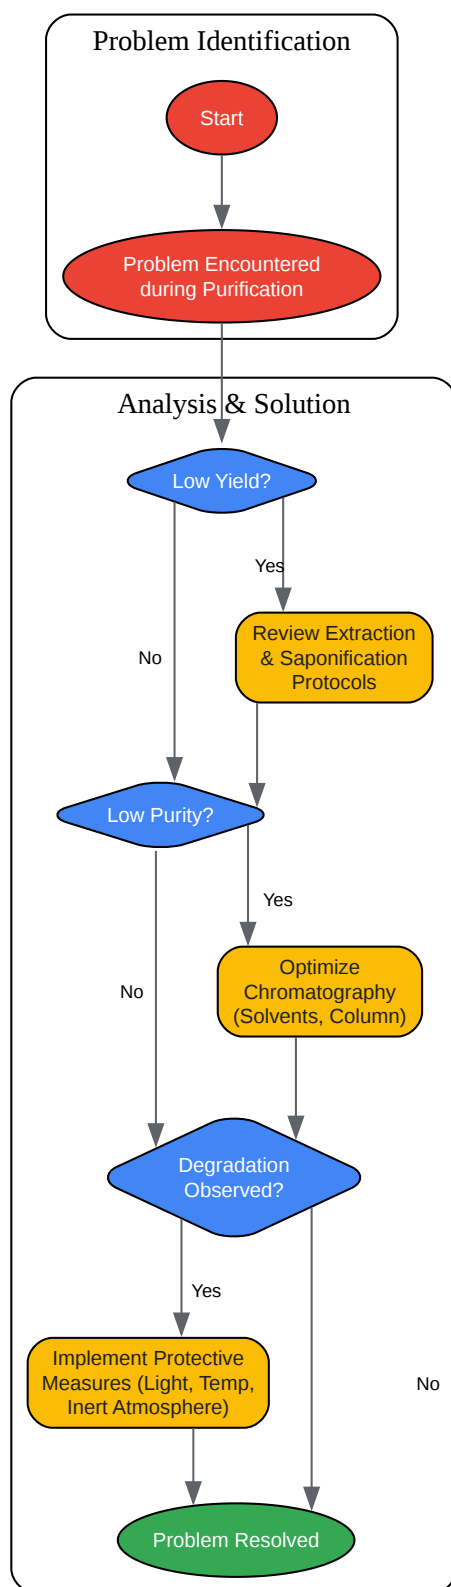 Problem Identification
Start
Problem Encountered
during Purification
Analysis & Solution
Low Yield?
Yes
Review Extraction
& Saponification
Protocols
No
Low Purity?
Yes
Optimize
Chromatography
(Solvents, Column)
No
Degradation
Observed?
Yes
Implement Protective
Measures (Light, Temp,
Inert Atmosphere)
No
Problem Resolved